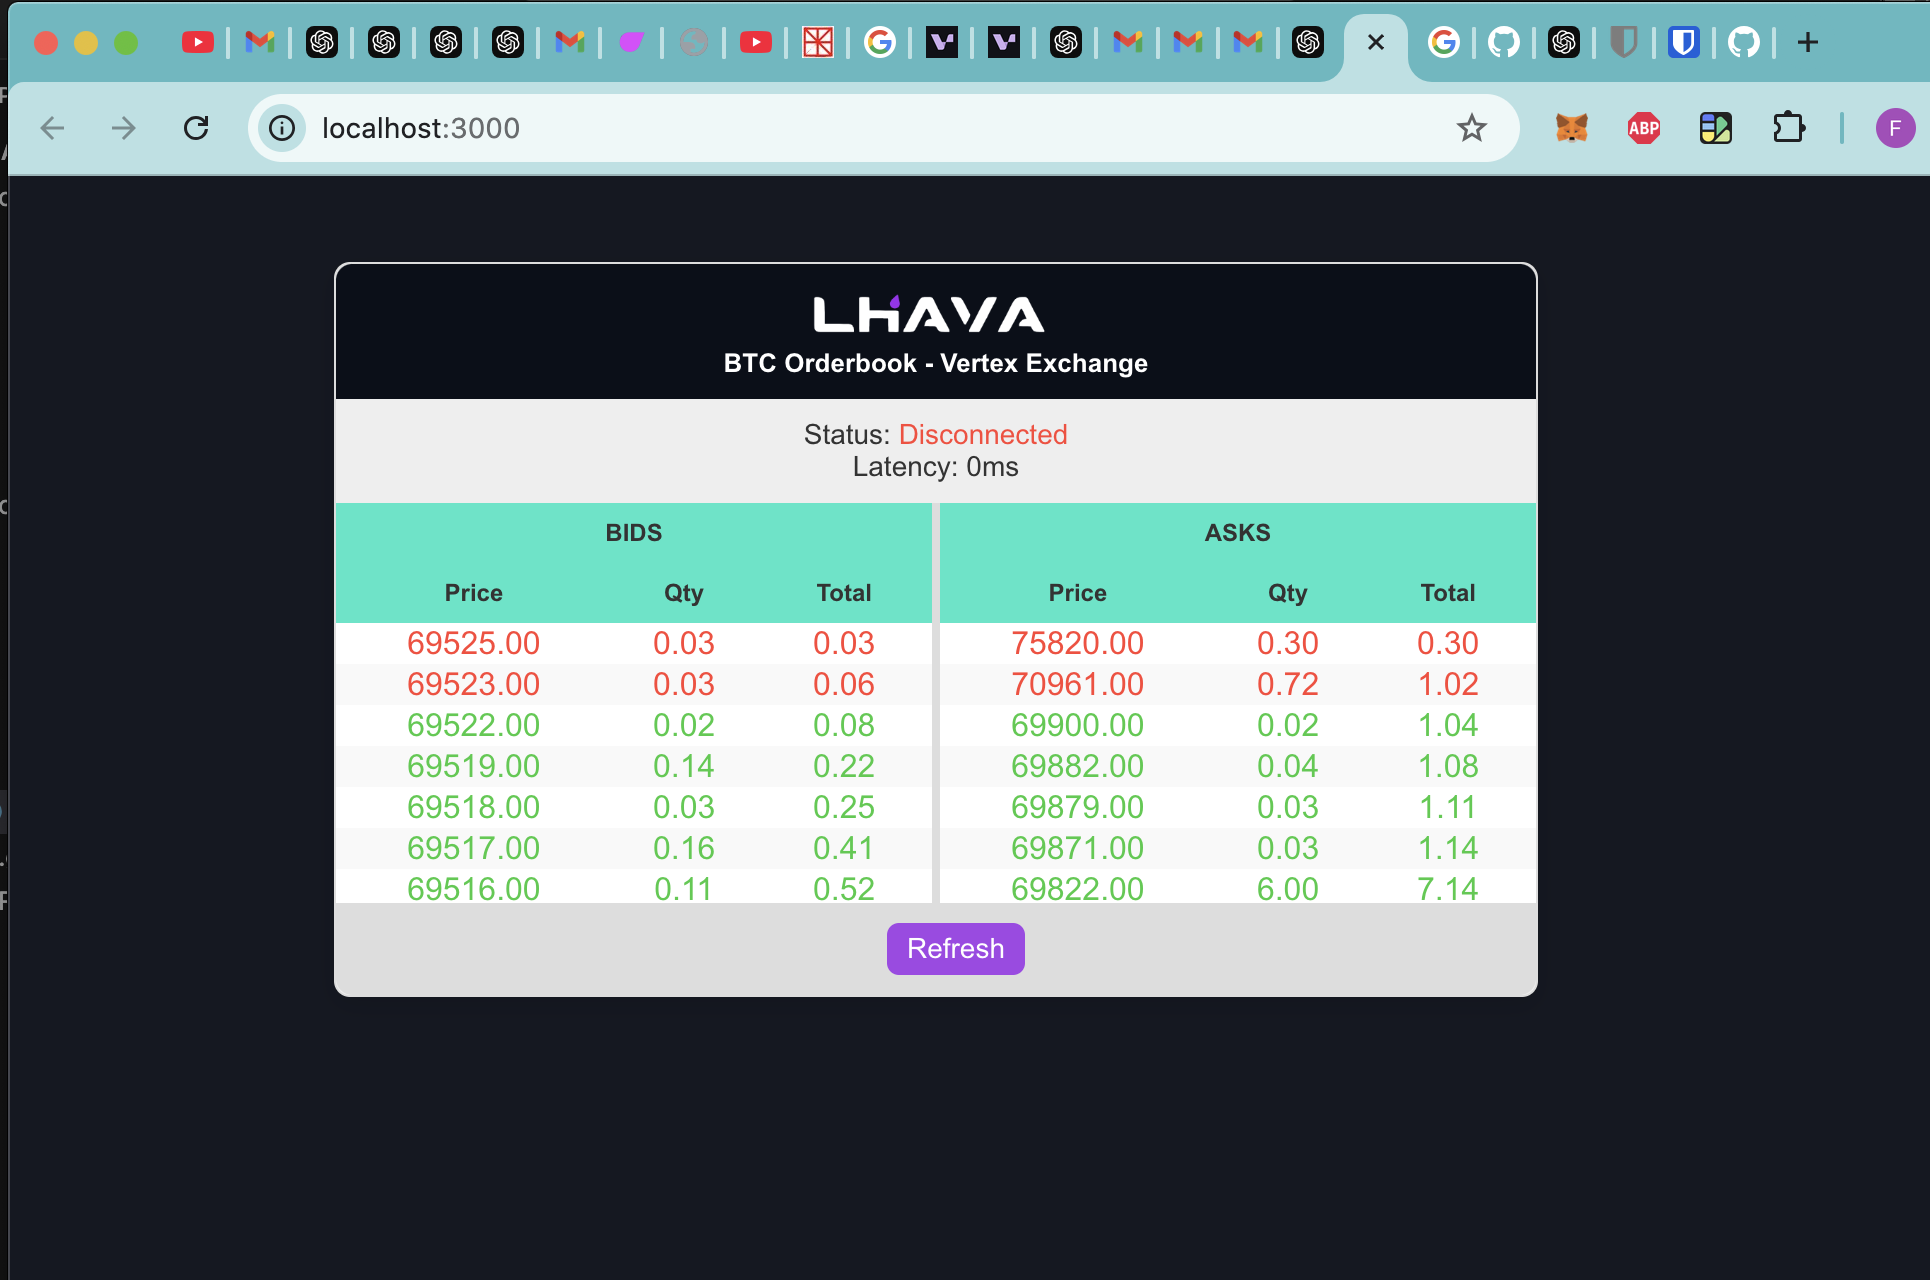 localhost:3000
ABP
F
LHAVA
BTC Orderbook - Vertex Exchange
Status: Disconnected
Latency: 0ms
BIDS
Price Qty Total
69525.00 0.03 0.03
69523.00 0.03 0.06
69522.00 0.02 0.08
69519.00 0.14 0.22
69518.00 0.03 0.25
69517.00 0.16 0.41
69516.00 0.11 0.52
ASKS
Price Qty Total
75820.00 0.30 0.30
70961.00 0.72 1.02
69900.00 0.02 1.04
69882.00 0.04 1.08
69879.00 0.03 1.11
69871.00 0.03 1.14
69822.00 6.00 7.14
Refresh